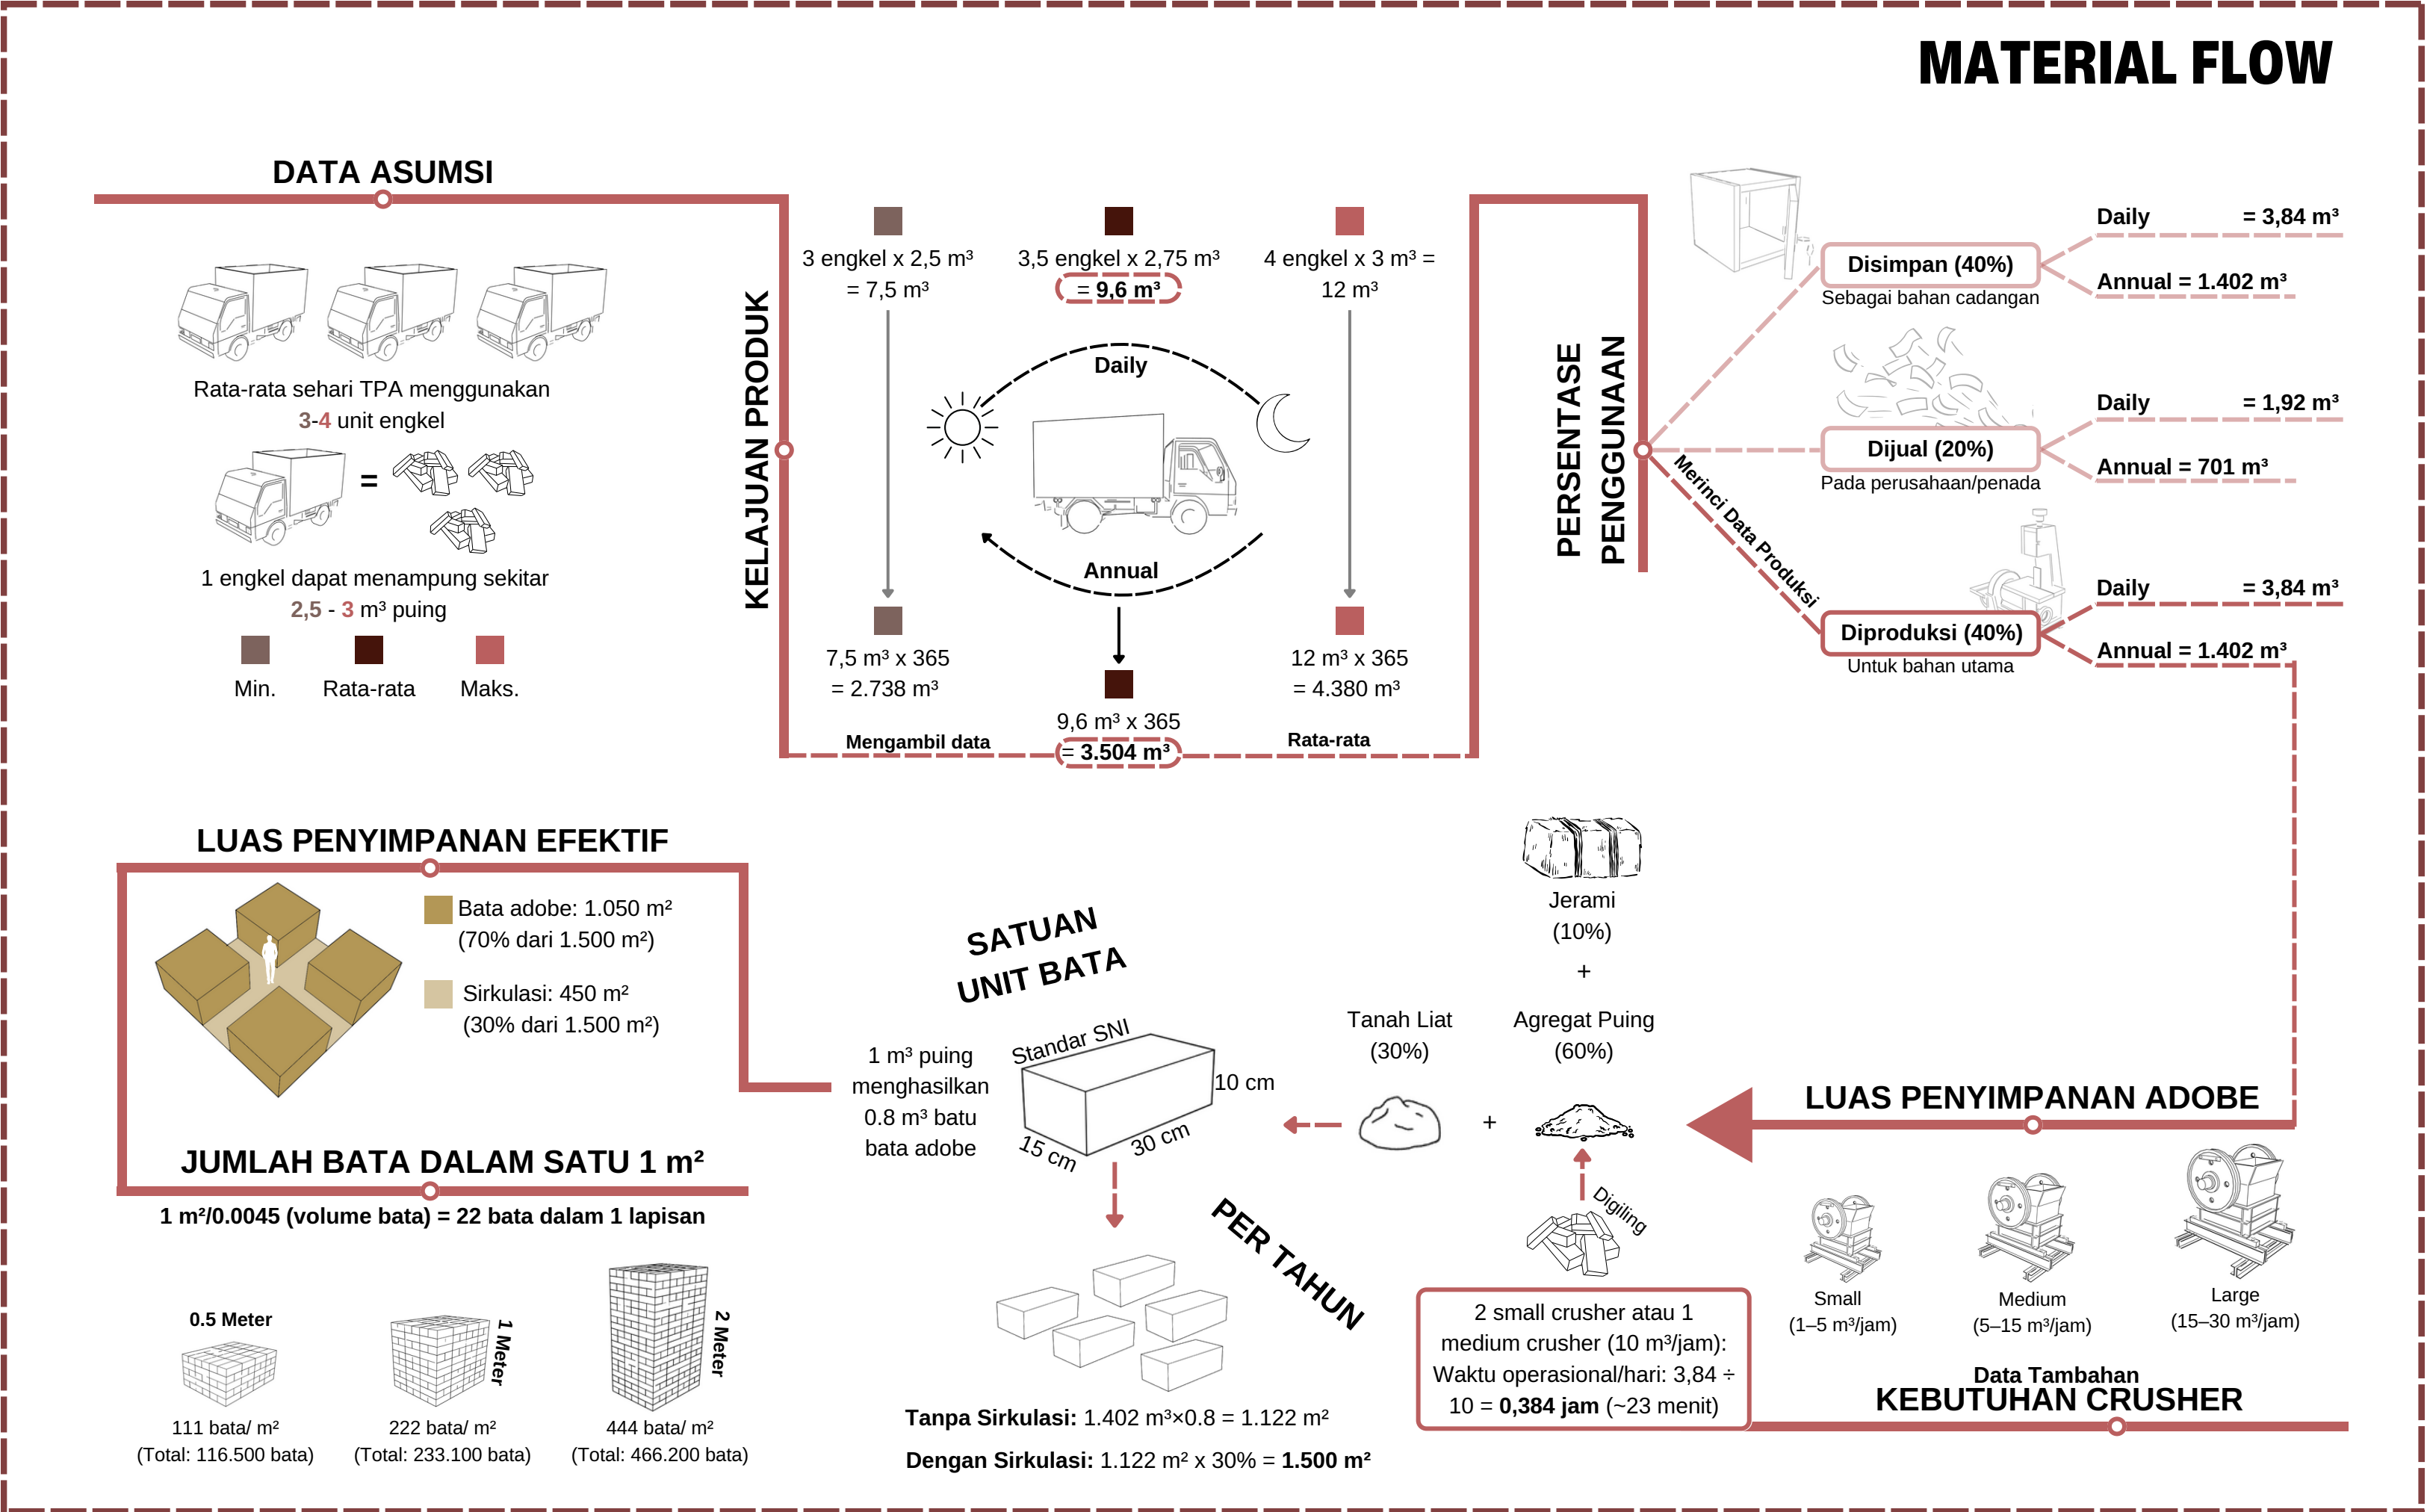 MATERIAL FLOW
DATA ASUMSI
Rata-rata sehari TPA menggunakan
3-4 unit engkel
=
1 engkel dapat menampung sekitar
2,5 - 3 m³ puing
Min.
Rata-rata
Maks.
KELAJUAN PRODUK
3 engkel x 2,5 m³
= 7,5 m³
3,5 engkel x 2,75 m³
= 9,6 m³
4 engkel x 3 m³ =
12 m³
Daily
Annual
7,5 m³ x 365
= 2.738 m³
9,6 m³ x 365
= 3.504 m³
12 m³ x 365
= 4.380 m³
Mengambil data
Rata-rata
PERSENTASE
PENGGUNAAN
Disimpan (40%)
Sebagai bahan cadangan
Daily = 3,84 m³
Annual = 1.402 m³
Dijual (20%)
Pada perusahaan/penada
Daily = 1,92 m³
Annual = 701 m³
Merinci Data Produksi
Diproduksi (40%)
Untuk bahan utama
Daily = 3,84 m³
Annual = 1.402 m³
LUAS PENYIMPANAN ADOBE
Small
(1–5 m³/jam)
Medium
(5–15 m³/jam)
Large
(15–30 m³/jam)
Data Tambahan
KEBUTUHAN CRUSHER
2 small crusher atau 1
medium crusher (10 m³/jam):
Waktu operasional/hari: 3,84 ÷
10 = 0,384 jam (~23 menit)
Digiling
Jerami
(10%)
+
Agregat Puing
(60%)
+
Tanah Liat
(30%)
SATUAN
UNIT BATA
Standar SNI
10 cm
15 cm
30 cm
1 m³ puing
menghasilkan
0.8 m³ batu
bata adobe
PER TAHUN
Tanpa Sirkulasi: 1.402 m³×0.8 = 1.122 m²
Dengan Sirkulasi: 1.122 m² x 30% = 1.500 m²
LUAS PENYIMPANAN EFEKTIF
Bata adobe: 1.050 m²
(70% dari 1.500 m²)
Sirkulasi: 450 m²
(30% dari 1.500 m²)
JUMLAH BATA DALAM SATU 1 m²
1 m²/0.0045 (volume bata) = 22 bata dalam 1 lapisan
0.5 Meter
111 bata/ m²
(Total: 116.500 bata)
1 Meter
222 bata/ m²
(Total: 233.100 bata)
2 Meter
444 bata/ m²
(Total: 466.200 bata)